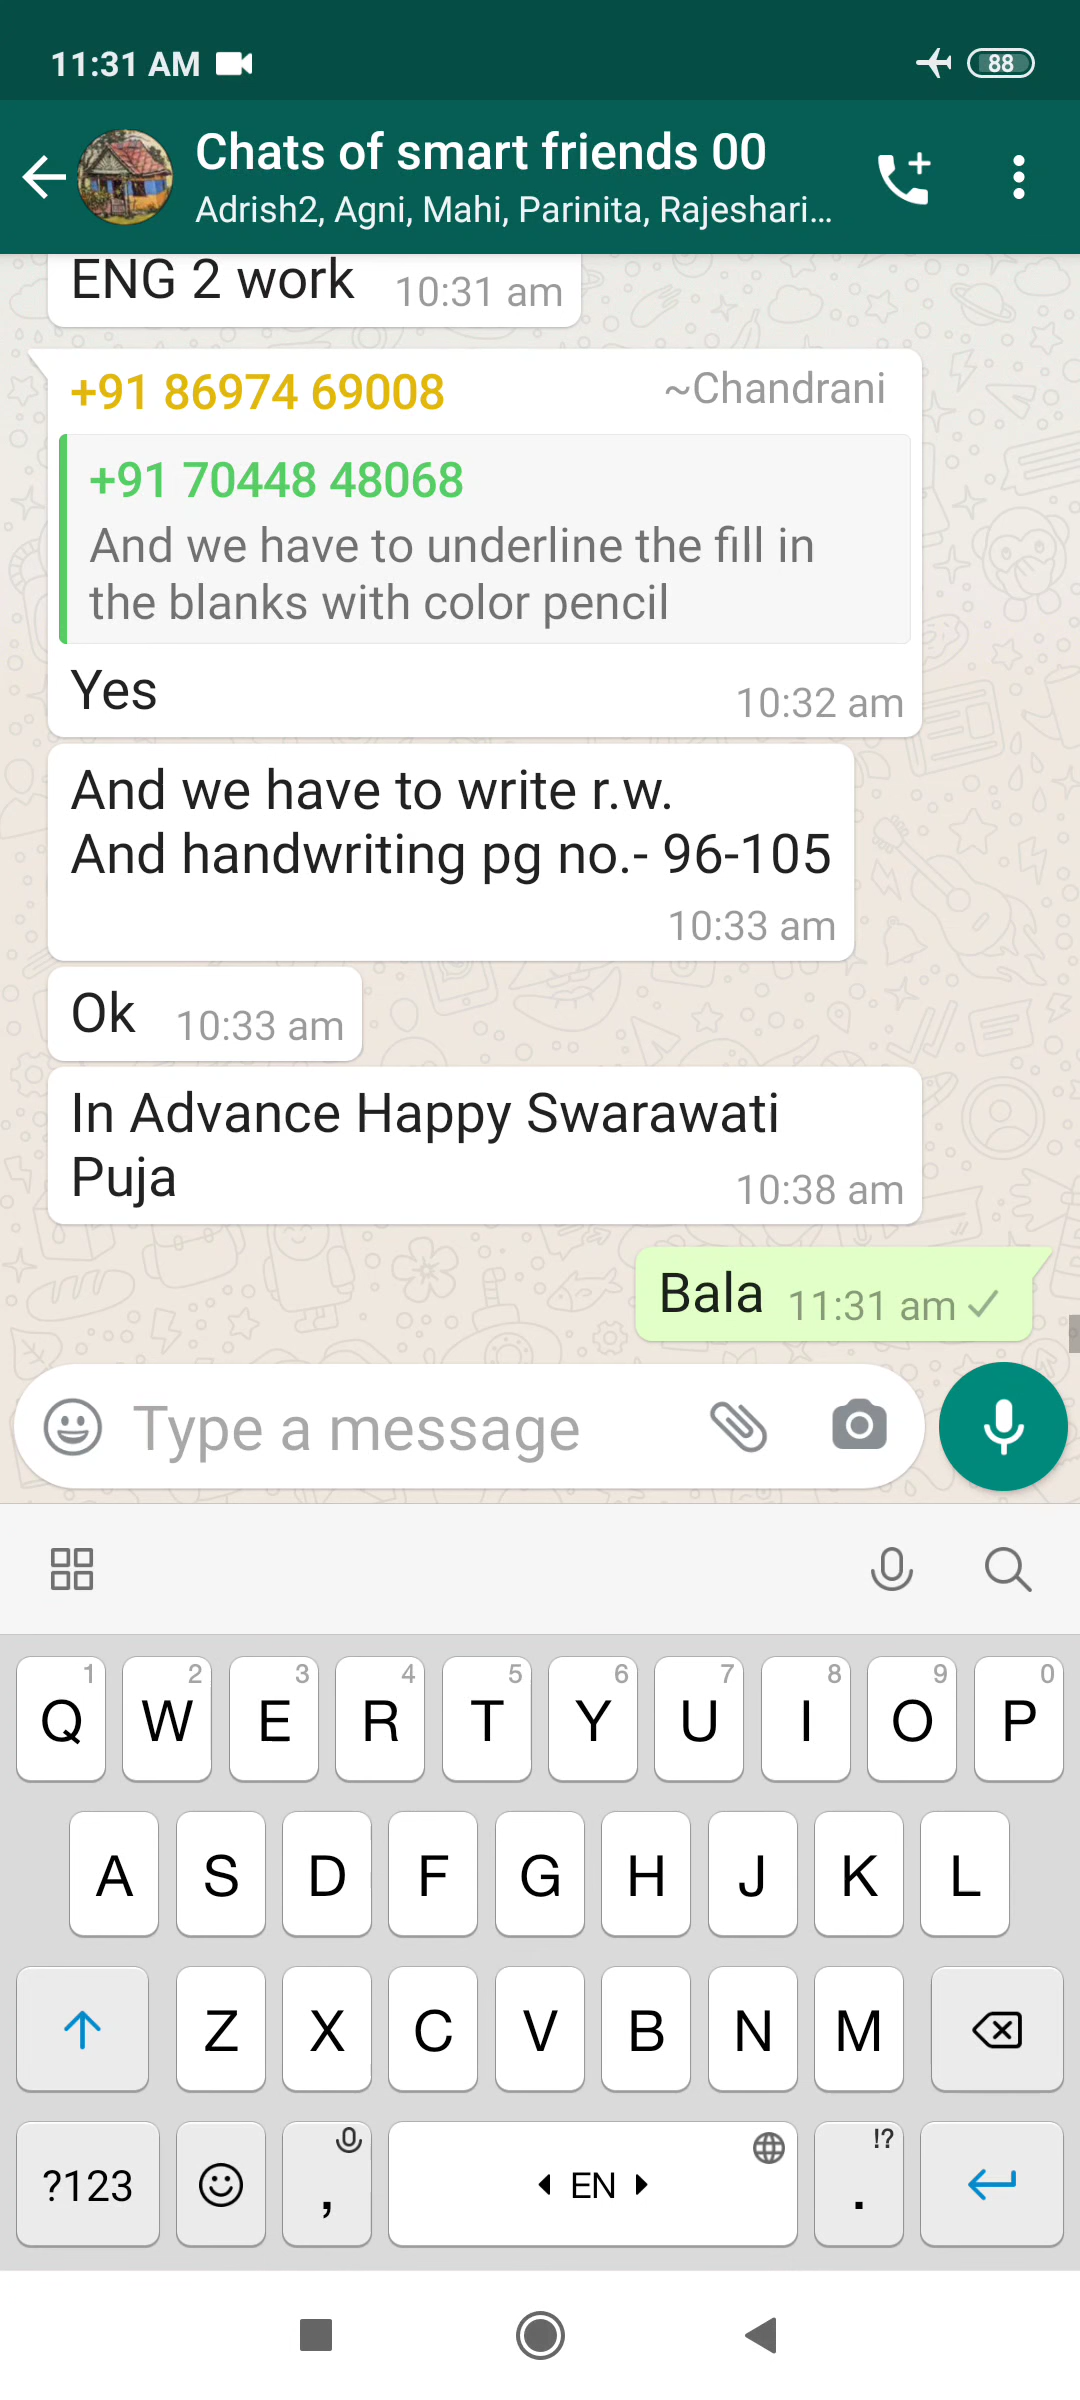 11:31 AM
88
Chats of smart friends 00
Adrish2, Agni, Mahi, Parinita, Rajeshari...
ENG 2 work 10:31 am
+91 86974 69008 ~Chandrani
+91 70448 48068
And we have to underline the fill in
the blanks with color pencil
Yes 10:32 am
And we have to write r.w.
And handwriting pg no.- 96-105
10:33 am
Ok 10:33 am
In Advance Happy Swarawati
Puja 10:38 am
Bala 11:31 am
Type a message
1 2 3 4 5 6 7 8 9 0
Q W E R T Y U I O P
A S D F G H J K L
Z X C V B N M
!?
?123 , EN .